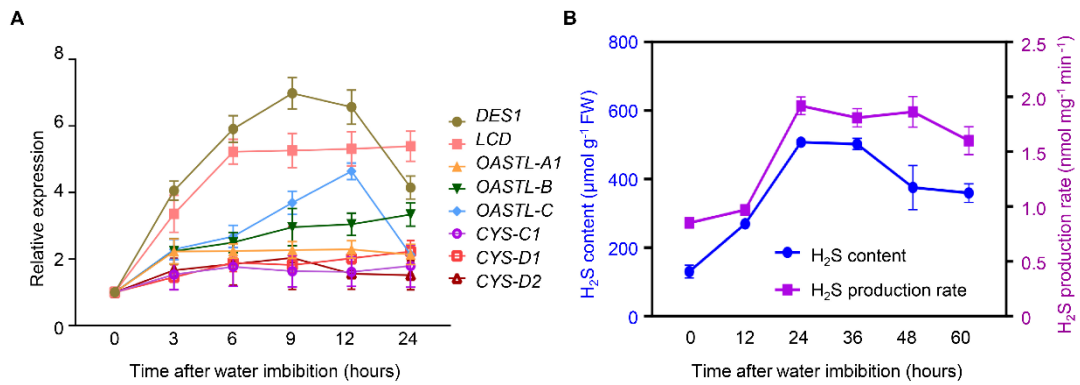 A
8
6
4
2
0
Relative expression
0 3 6 9 12 24
Time after water imbibition (hours)
DES1
LCD
OASTL-A1
OASTL-B
OASTL-C
CYS-C1
CYS-D1
CYS-D2
B
800
600
400
200
0
H₂S content (μmol g⁻¹ FW)
2.5
2.0
1.5
1.0
0.5
0
H₂S production rate (nmol mg⁻¹ min⁻¹)
H₂S content
H₂S production rate
0 12 24 36 48 60
Time after water imbibition (hours)